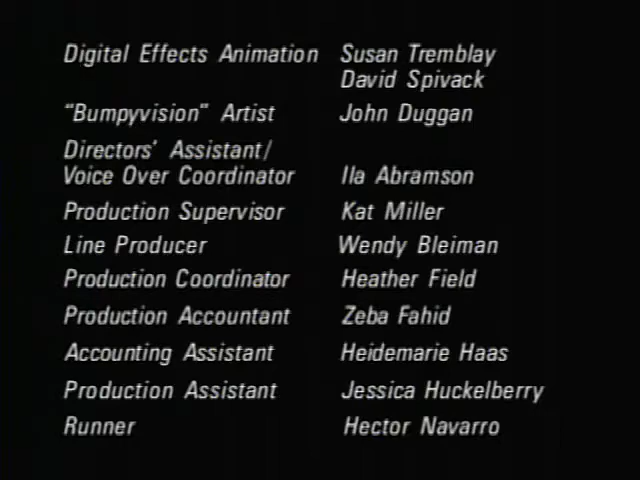 Digital Effects Animation Susan Tremblay
David Spivack
"Bumpyvision" Artist John Duggan
Directors' Assistant/
Voice Over Coordinator Ila Abramson
Production Supervisor Kat Miller
Line Producer Wendy Bleiman
Production Coordinator Heather Field
Production Accountant Zeba Fahid
Accounting Assistant Heidemarie Haas
Production Assistant Jessica Huckelberry
Runner Hector Navarro